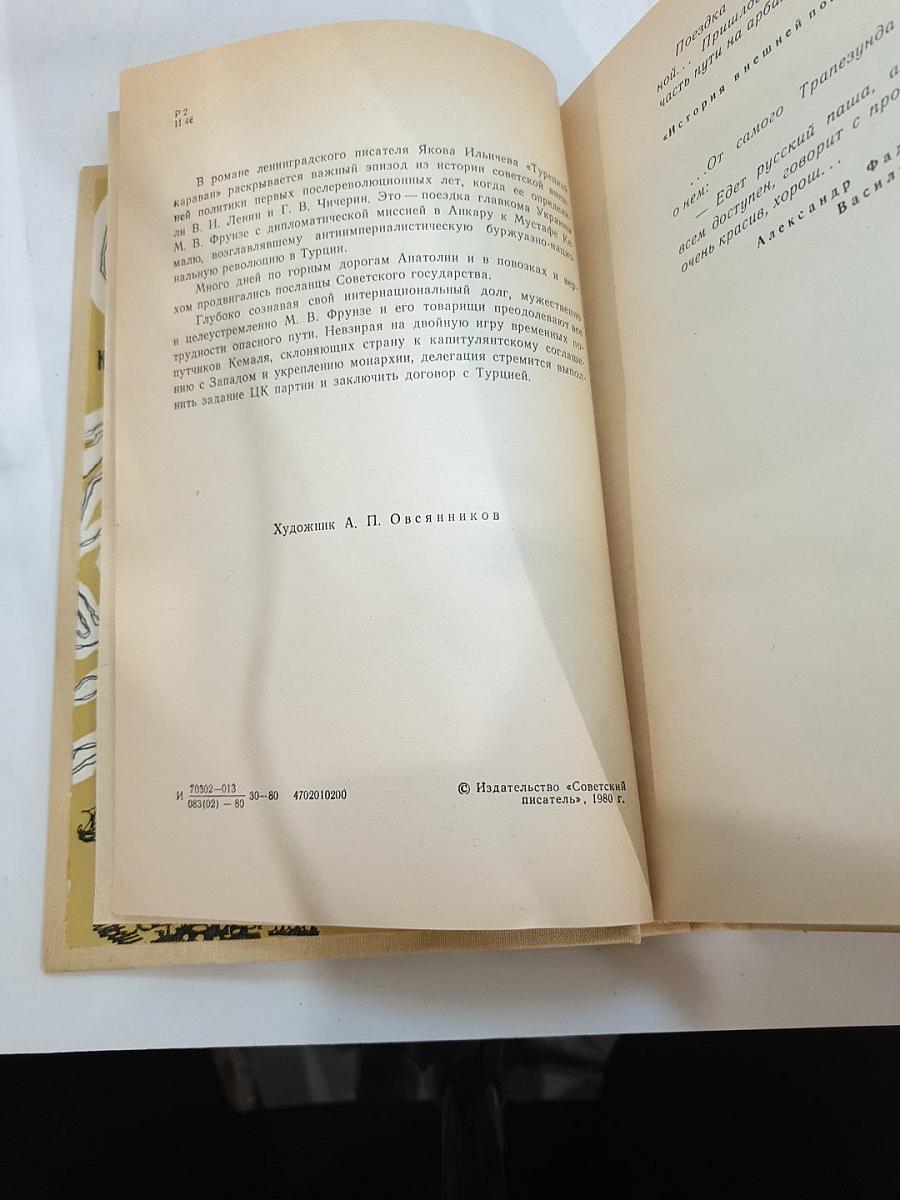 Р 2
И 46
В романе ленинградского писателя Якова Ильичева «Турецкий
караван» раскрывается важный эпизод из истории советской внеш-
ней политики первых послереволюционных лет, когда ее определя-
ли В. И. Ленин и Г. В. Чичерин. Это — поездка главкома Украины
М. В. Фрунзе с дипломатической миссией в Анкару к Мустафе Ке-
малю, возглавлявшему антиимпериалистическую буржуазно-нацио-
нальную революцию в Турции.
Много дней по горным дорогам Анатолии и в повозках и вер-
хом продвигались посланцы Советского государства.
Глубоко сознавая свой интернациональный долг, мужественно
и целеустремленно М. В. Фрунзе и его товарищи преодолевают все
трудности опасного пути. Невзирая на двойную игру временных по-
путчиков Кемаля, склоняющих страну к капитулянтскому соглаше-
нию с Западом и укреплению монархии, делегация стремится выпол-
нить задание ЦК партии и заключить договор с Турцией.
Художник А. П. Овсянников
И 70302—013
083(02) — 80 30—80 4702010200
© Издательство «Советский
писатель», 1980 г.
Поездка
ной... Пришлос
часть пути на арба
«История внешней по
...От самого Трапезунда
о нем:
— Едет русский паша,
всем доступен, говорит с про
очень красив, хорош...
Александр Фад
Васил
К